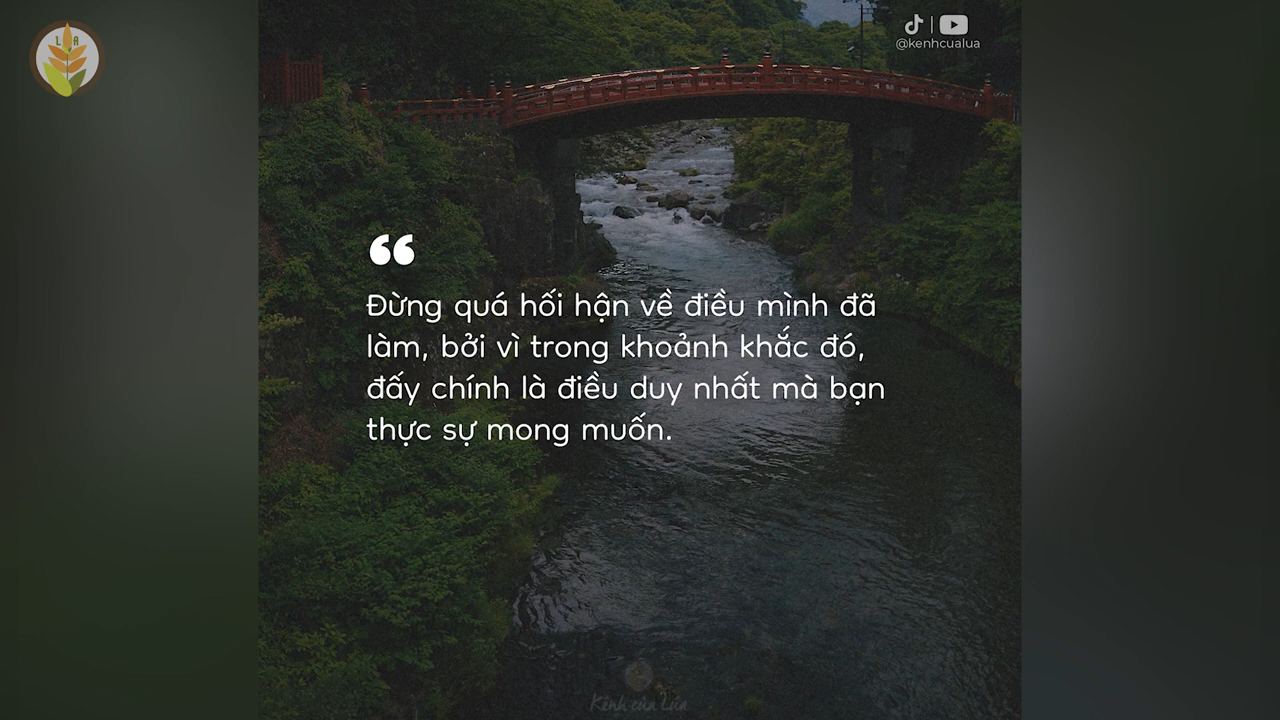 LA
@kenhcualua
Đừng quá hối hận về điều mình đã
làm, bởi vì trong khoảnh khắc đó,
đấy chính là điều duy nhất mà bạn
thực sự mong muốn.
Kênh của Lúa